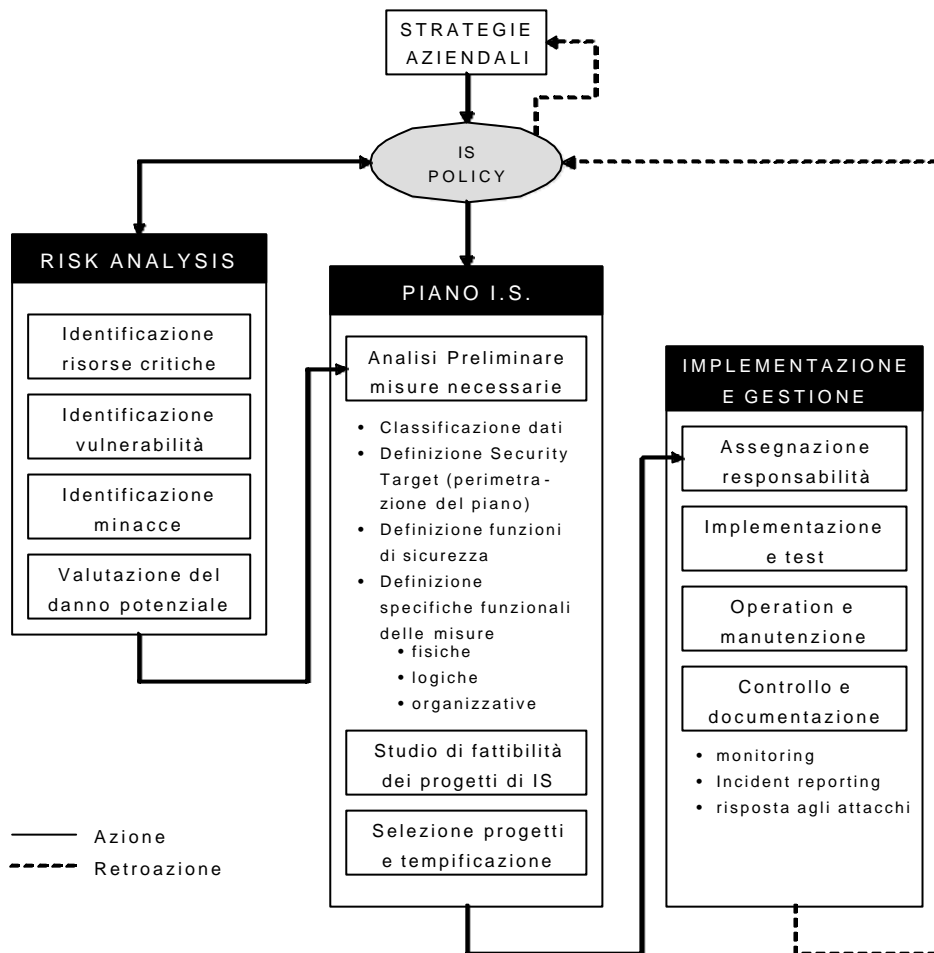 STRATEGIE
AZIENDALI
IS
POLICY
RISK ANALYSIS
Identificazione
risorse critiche
Identificazione
vulnerabilità
Identificazione
minacce
Valutazione del
danno potenziale
PIANO I.S.
Analisi Preliminare
misure necessarie
• Classificazione dati
• Definizione Security
Target (perimetra-
zione del piano)
• Definizione funzioni
di sicurezza
• Definizione
specifiche funzionali
delle misure
• fisiche
• logiche
• organizzative
Studio di fattibilità
dei progetti di IS
Selezione progetti
e tempificazione
IMPLEMENTAZIONE
E GESTIONE
Assegnazione
responsabilità
Implementazione
e test
Operation e
manutenzione
Controllo e
documentazione
• monitoring
• Incident reporting
• risposta agli attacchi
Azione
Retroazione